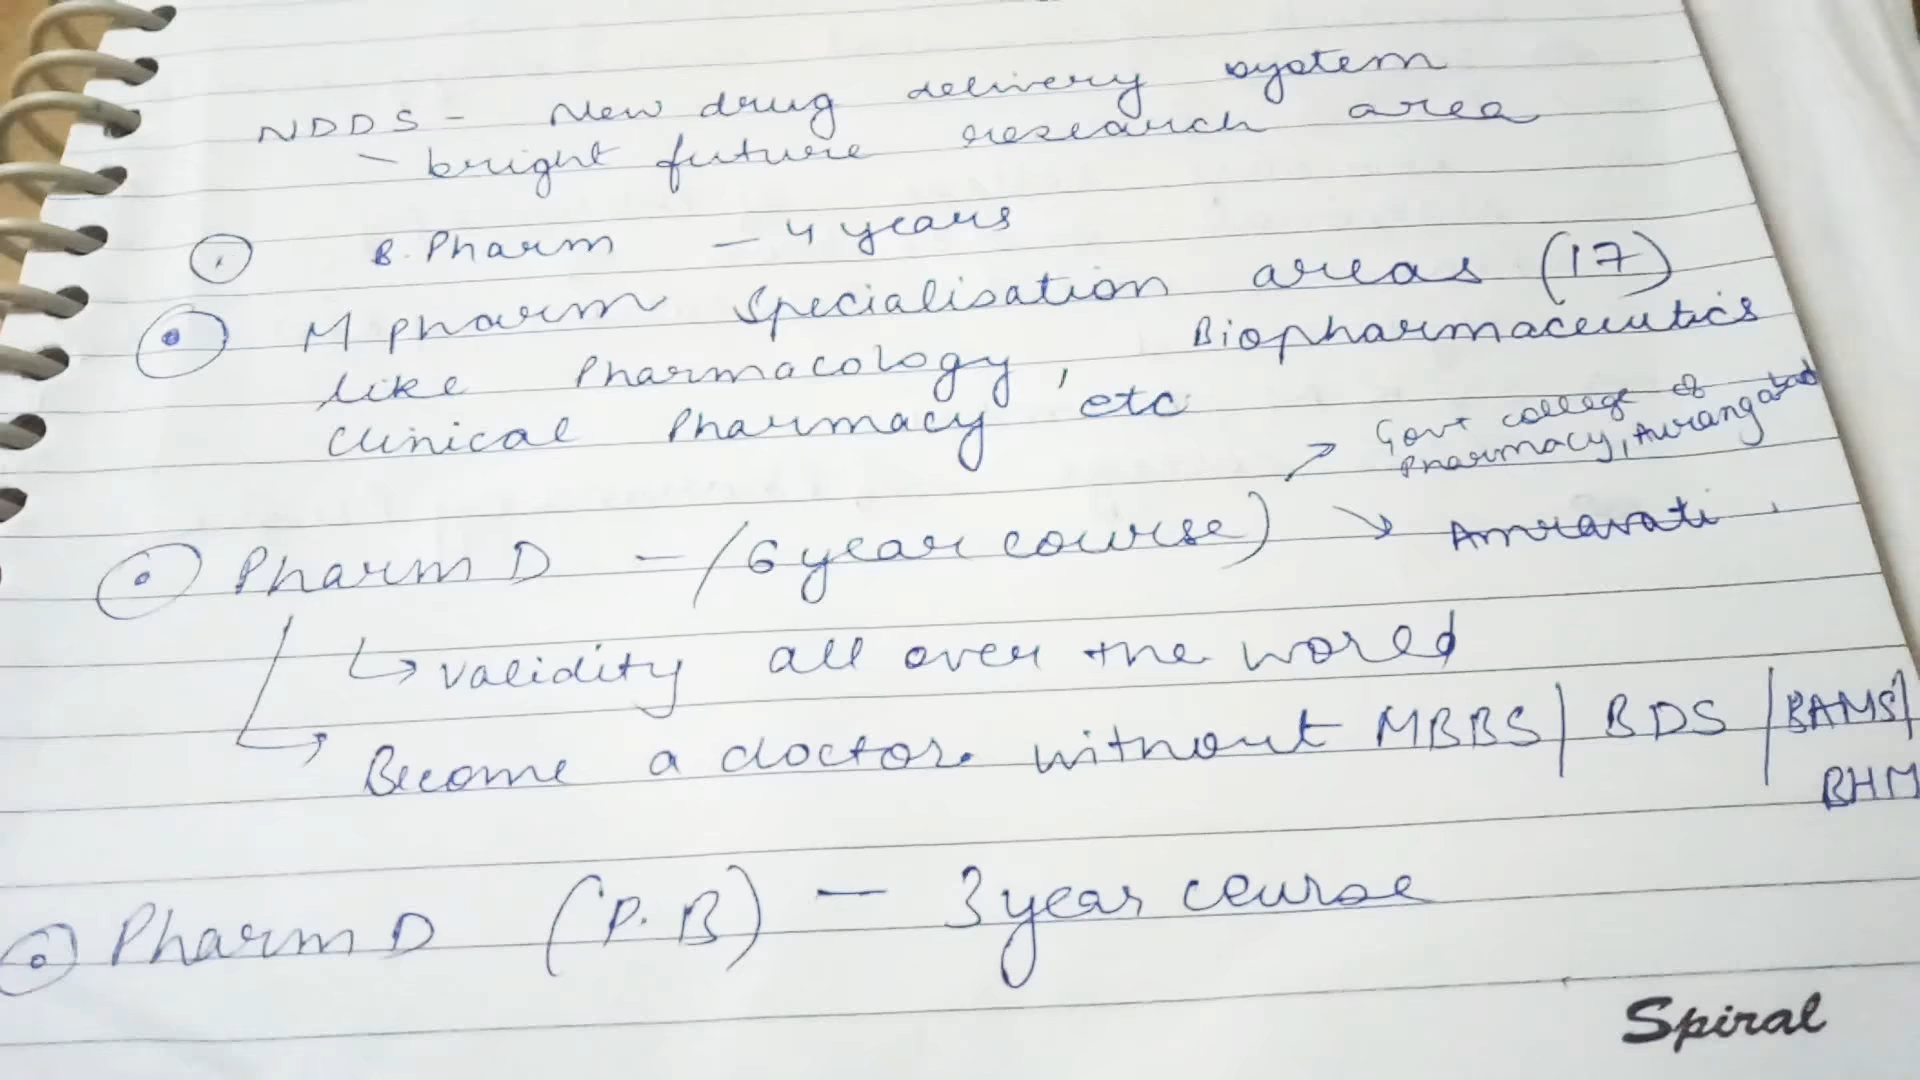 NDDS - New drug delivery system
- bright future research area
B. Pharm - 4 years
M pharm specialisation areas (17)
like Pharmacology, Biopharmaceutics
clinical Pharmacy etc
Govt college of
Pharmacy, Aurangabad
Pharm D - (6 year course)
Amravati
validity all over the world
Become a doctor without MBBS / BDS / BAMS /
BHM
Pharm D (P.B) - 3 year course
Spiral